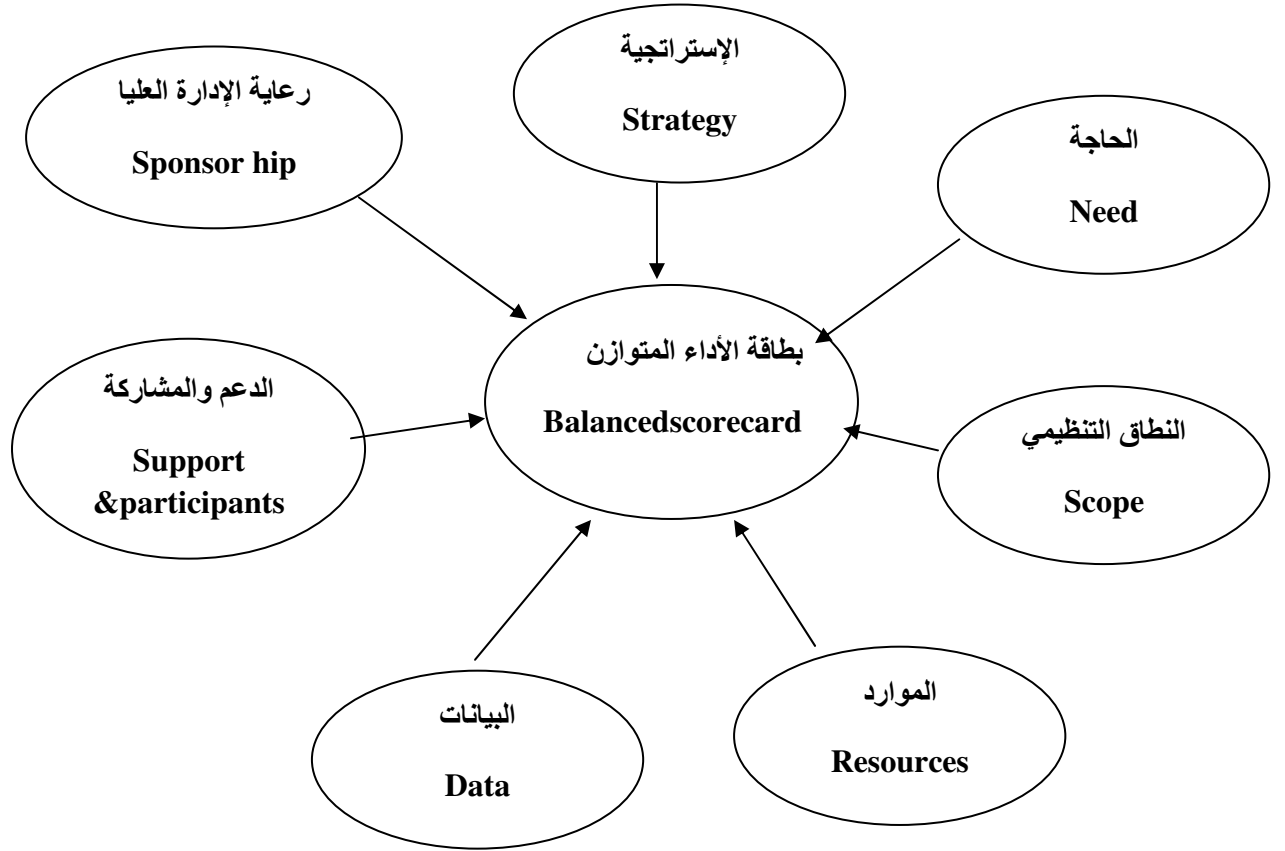 الإستراتجية
Strategy
رعاية الإدارة العليا
Sponsor hip
الحاجة
Need
بطاقة الأداء المتوازن
Balancedscorecard
الدعم والمشاركة
Support
&participants
النطاق التنظيمي
Scope
الموارد
Resources
البيانات
Data